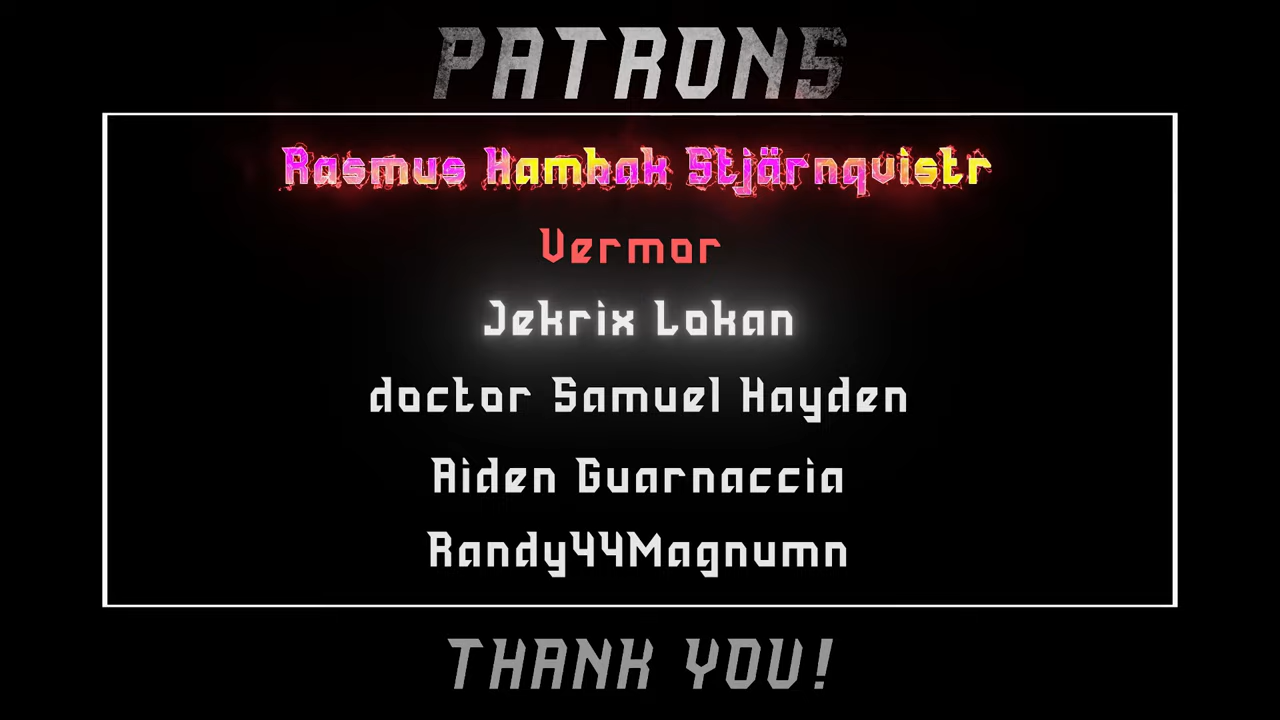 PATRONS
Rasmus Hambak Stjärnqvistr
Vermor
Jekrix Lokan
doctor Samuel Hayden
Aiden Guarnaccia
Randy44Magnumn
THANK YOU!